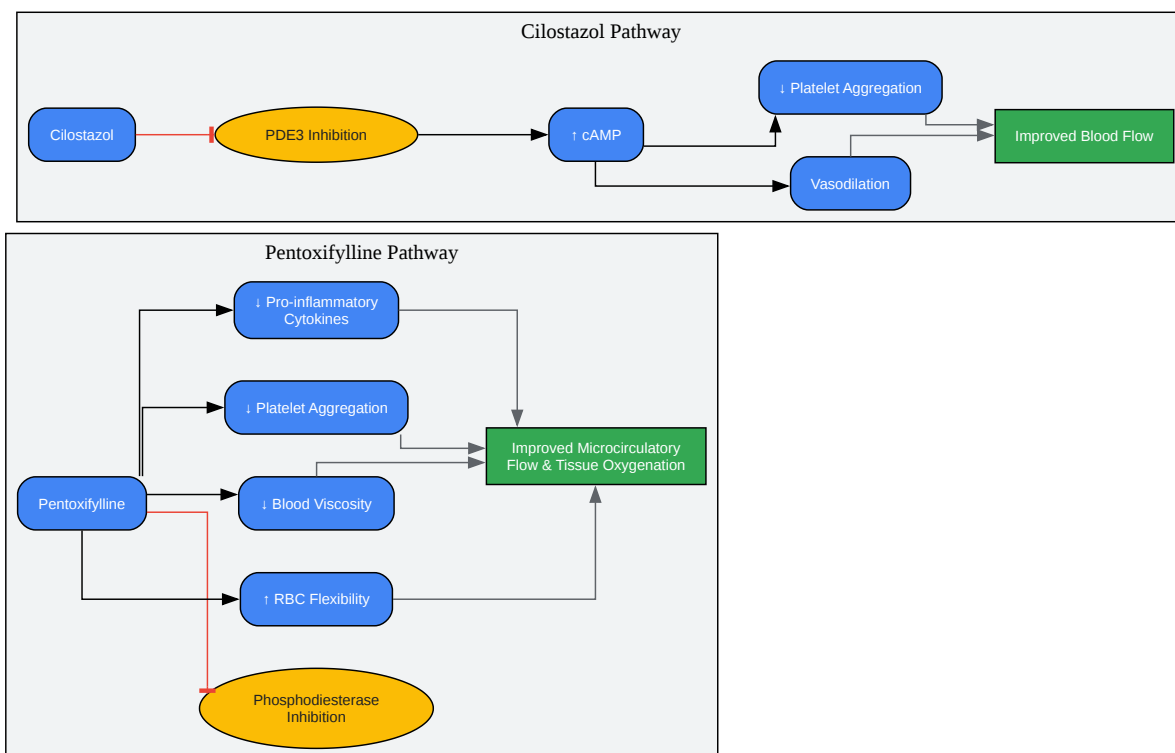 Cilostazol Pathway
Cilostazol
PDE3 Inhibition
↑ cAMP
↓ Platelet Aggregation
Vasodilation
Improved Blood Flow
Pentoxifylline Pathway
Pentoxifylline
↓ Pro-inflammatory
Cytokines
↓ Platelet Aggregation
↓ Blood Viscosity
↑ RBC Flexibility
Phosphodiesterase
Inhibition
Improved Microcirculatory
Flow & Tissue Oxygenation